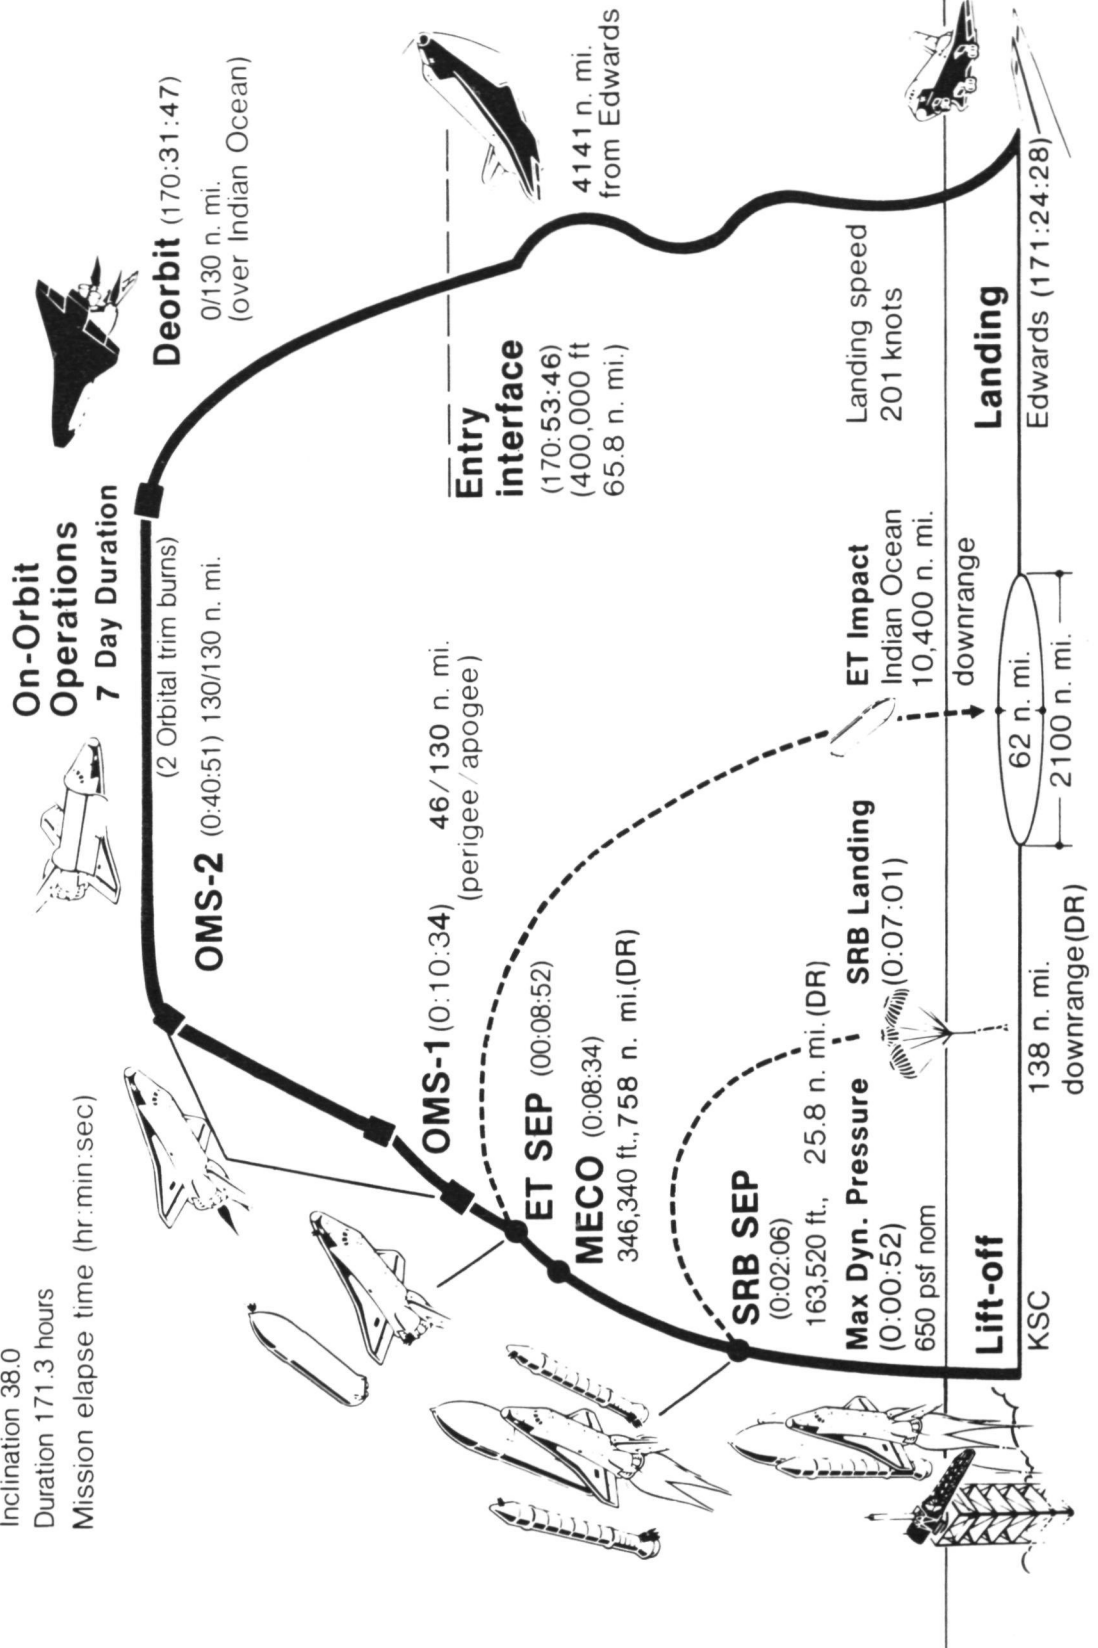 Inclination 38.0
Duration 171.3 hours
Mission elapse time (hr:min:sec)
On-Orbit
Operations
7 Day Duration
(2 Orbital trim burns)
OMS-2 (0:40:51) 130/130 n. mi.
Deorbit (170:31:47)
0/130 n. mi.
(over Indian Ocean)
OMS-1 (0:10:34) 46/130 n. mi.
(perigee/apogee)
ET SEP (00:08:52)
MECO (0:08:34)
346,340 ft.,758 n. mi.(DR)
Entry
interface
(170:53:46)
(400,000 ft
65.8 n. mi.)
4141 n. mi.
from Edwards
SRB SEP
(0:02:06)
163,520 ft., 25.8 n. mi. (DR)
Max Dyn. Pressure
(0:00:52)
650 psf nom
SRB Landing
(0:07:01)
ET Impact
Indian Ocean
10,400 n. mi.
downrange
Landing speed
201 knots
Lift-off
KSC
138 n. mi.
downrange(DR)
62 n. mi.
2100 n. mi.
Landing
Edwards (171:24:28)